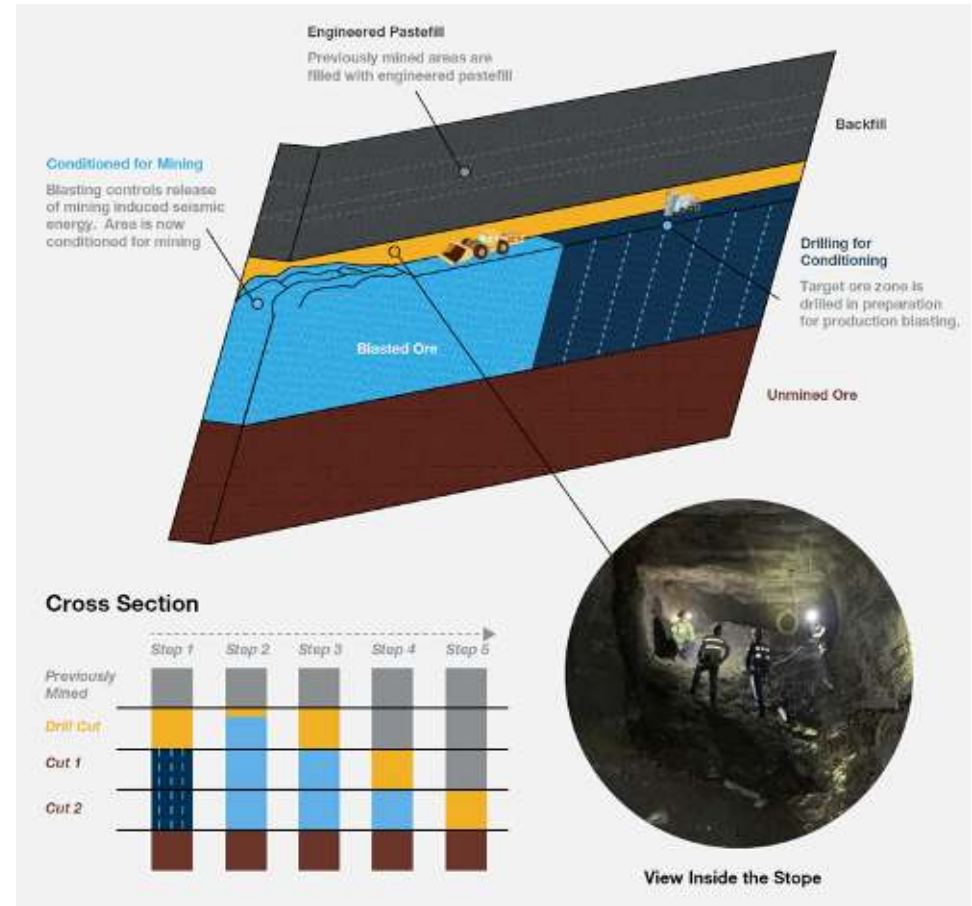 Engineered Pastefill
Previously mined areas are
filled with engineered pastefill
Backfill
Conditioned for Mining
Blasting controls release
of mining induced seismic
energy. Area is now
conditioned for mining
Drilling for
Conditioning
Target ore zone is
drilled in preparation
for production blasting.
Blasted Ore
Unmined Ore
Cross Section
Step 1 Step 2 Step 3 Step 4 Step 5
Previously
Mined
Drill Cut
Cut 1
Cut 2
View Inside the Stope